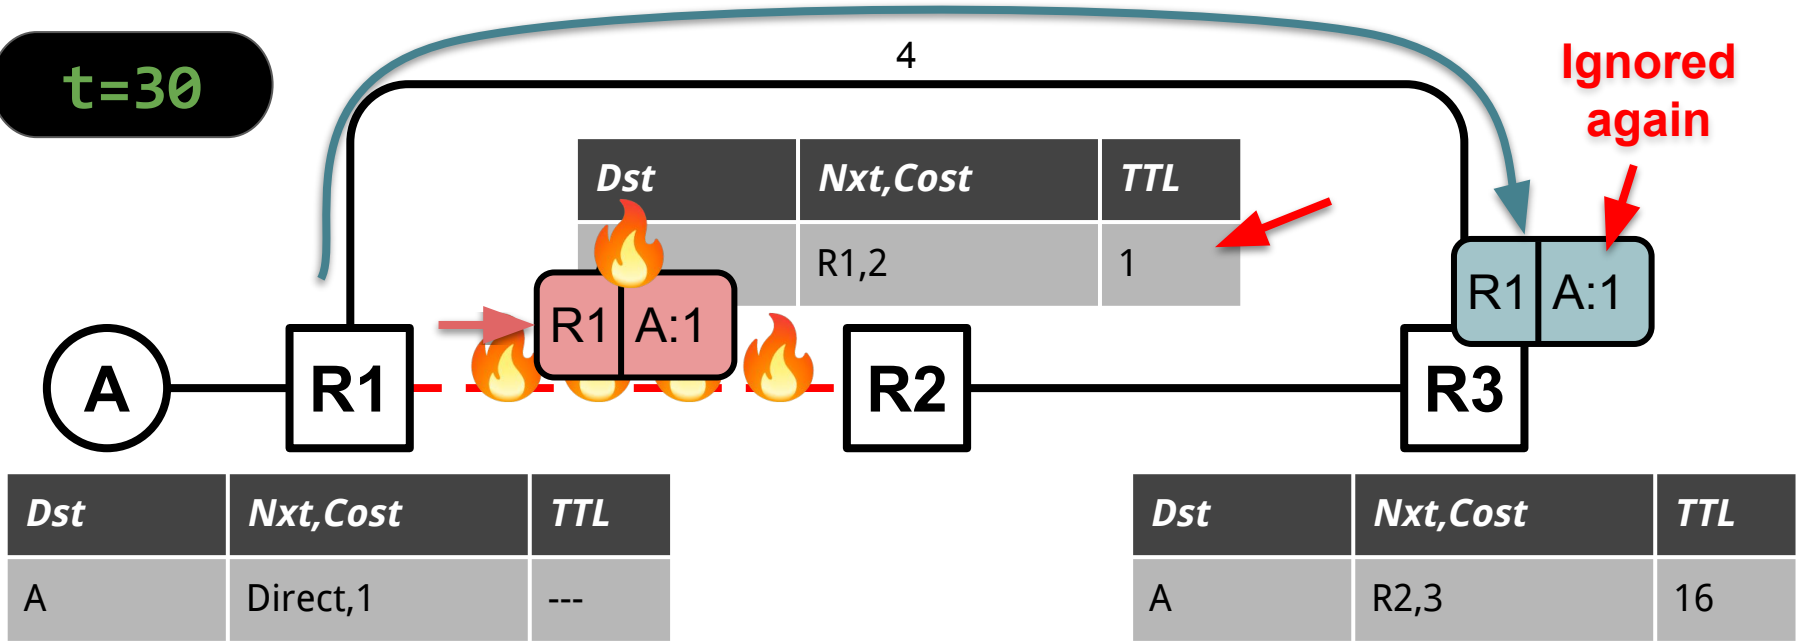 t=30
4
Ignored
again
Dst Nxt,Cost TTL
R1,2 1
R1 A:1
R1 A:1
A R1 R2 R3
Dst Nxt,Cost TTL
A Direct,1 ---
Dst Nxt,Cost TTL
A R2,3 16